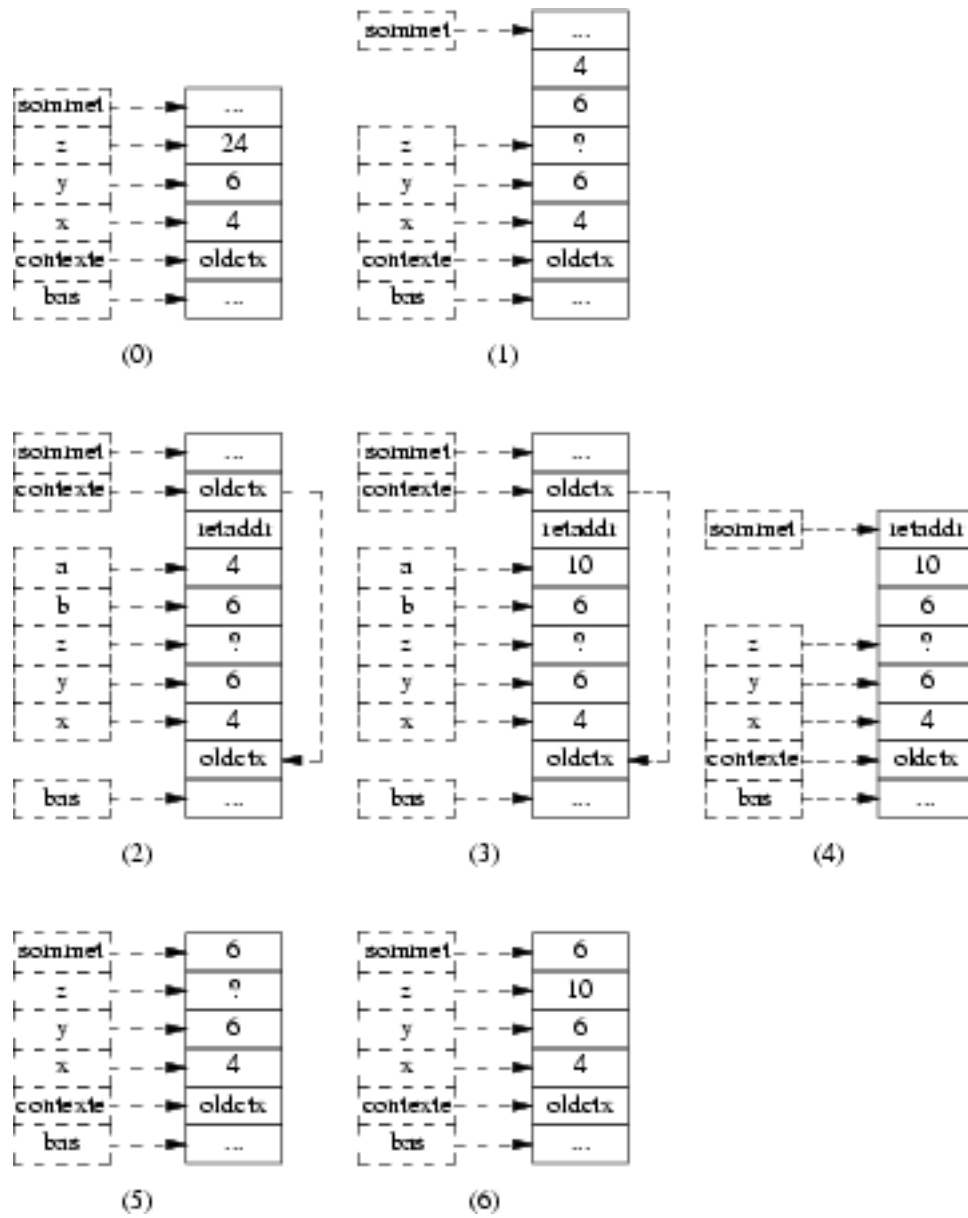 sommet ...
z 24
y 6
x 4
contexte oldctx
bas ...
(0)
sommet ...
4
6
z ?
y 6
x 4
contexte oldctx
bas ...
(1)
sommet ...
contexte oldctx
retaddr
a 4
b 6
z ?
y 6
x 4
oldctx
bas ...
(2)
sommet ...
contexte oldctx
retaddr
a 10
b 6
z ?
y 6
x 4
oldctx
bas ...
(3)
sommet retaddr
10
6
z ?
y 6
x 4
contexte oldctx
bas ...
(4)
sommet 6
z ?
y 6
x 4
contexte oldctx
bas ...
(5)
sommet 6
z 10
y 6
x 4
contexte oldctx
bas ...
(6)